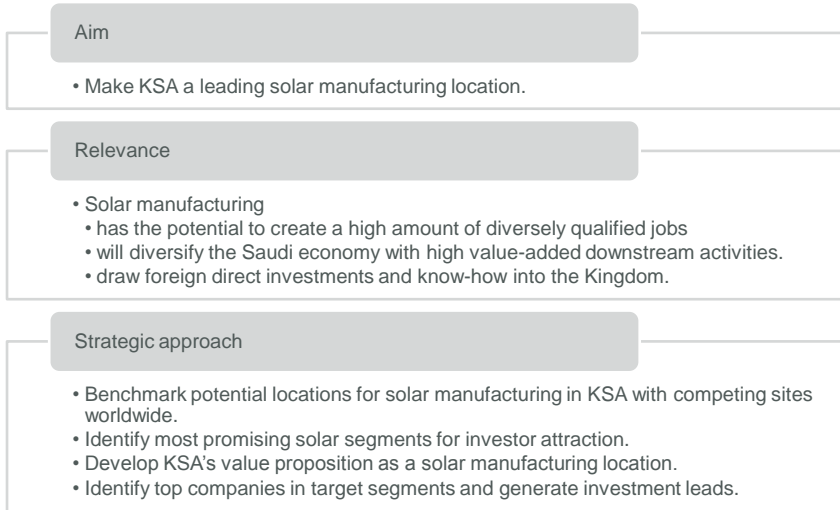 Aim
• Make KSA a leading solar manufacturing location.
Relevance
• Solar manufacturing
• has the potential to create a high amount of diversely qualified jobs
• will diversify the Saudi economy with high value-added downstream activities.
• draw foreign direct investments and know-how into the Kingdom.
Strategic approach
• Benchmark potential locations for solar manufacturing in KSA with competing sites
worldwide.
• Identify most promising solar segments for investor attraction.
• Develop KSA's value proposition as a solar manufacturing location.
• Identify top companies in target segments and generate investment leads.